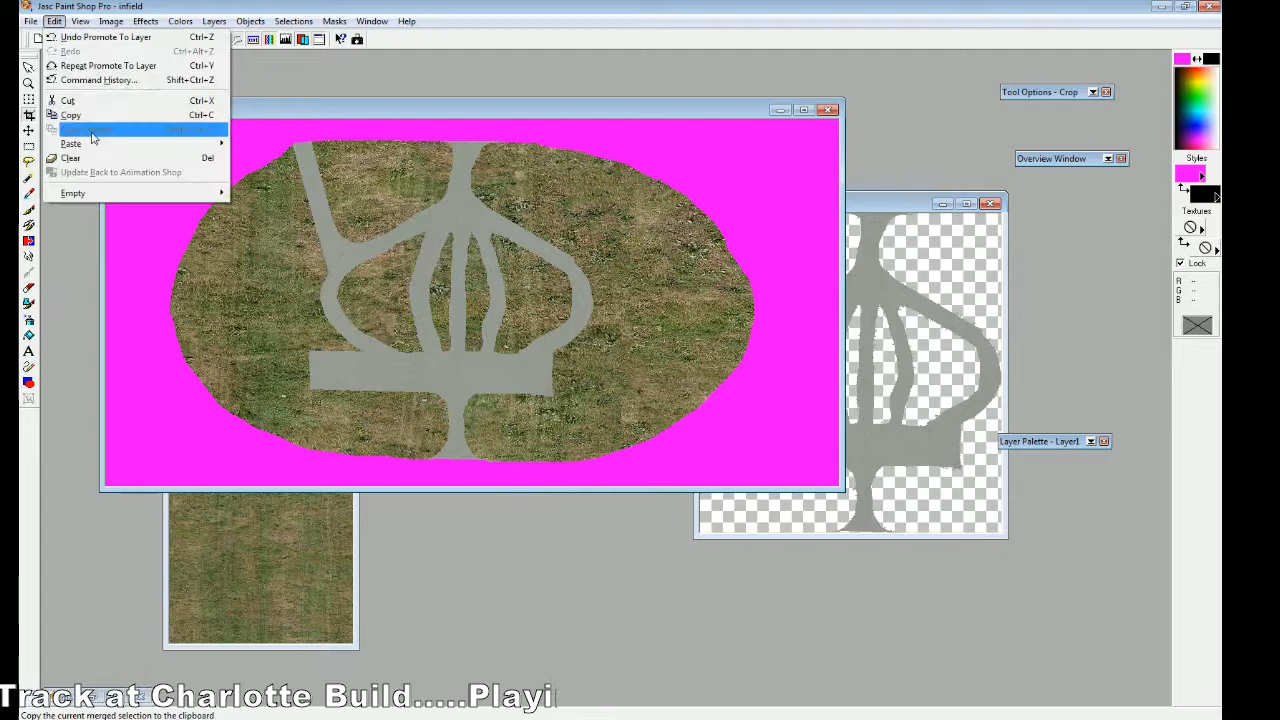 Jasc Paint Shop Pro - infield
File Edit View Image Effects Colors Layers Objects Selections Masks Window Help
Undo Promote To Layer Ctrl+Z
Redo Ctrl+Alt+Z
Repeat Promote To Layer Ctrl+Y
Command History... Shift+Ctrl+Z
Cut Ctrl+X
Copy Ctrl+C
Paste
Clear Del
Update Back to Animation Shop
Empty
Tool Options - Crop
Overview Window
Styles
Textures
Lock
R --
G --
B --
Layer Palette - Layer1
Track at Charlotte Build.....Playi
Copy the current merged selection to the clipboard